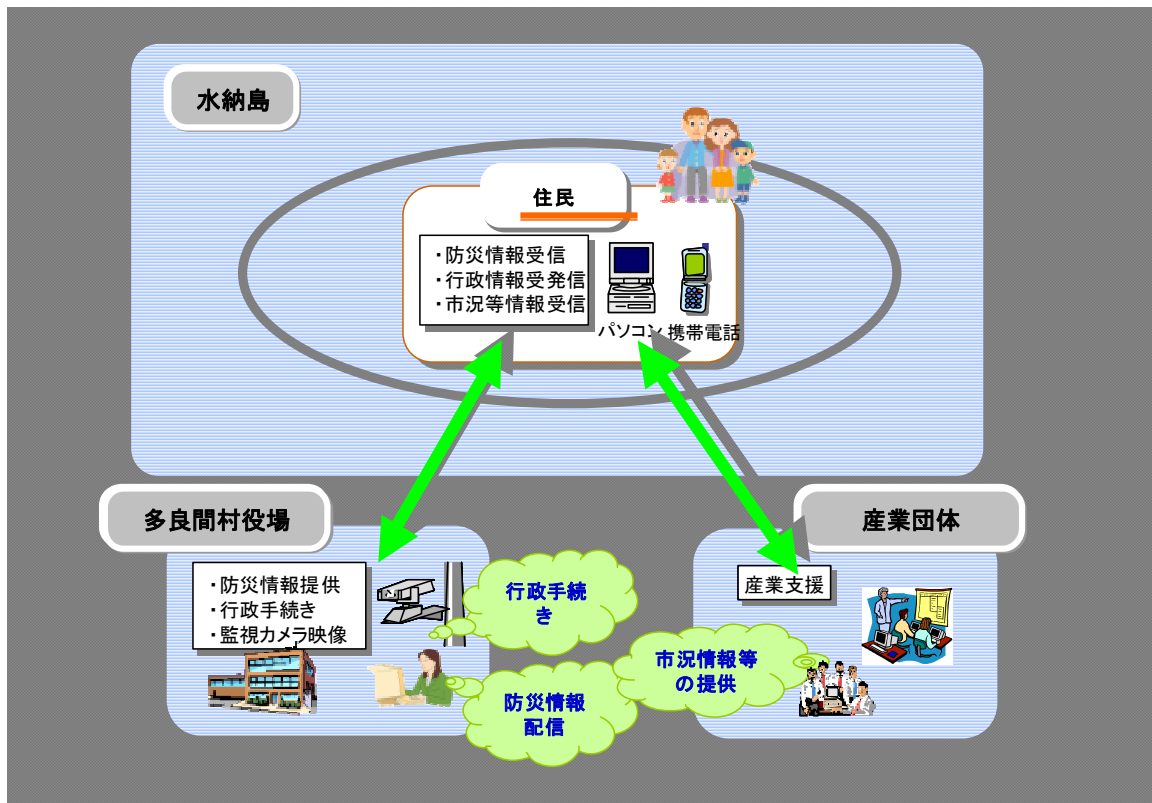 水納島
住民
・防災情報受信
・行政情報受発信
・市況等情報受信
パソコン
携帯電話
多良間村役場
・防災情報提供
・行政手続き
・監視カメラ映像
行政手続
き
防災情報
配信
市況情報等
の提供
産業団体
産業支援